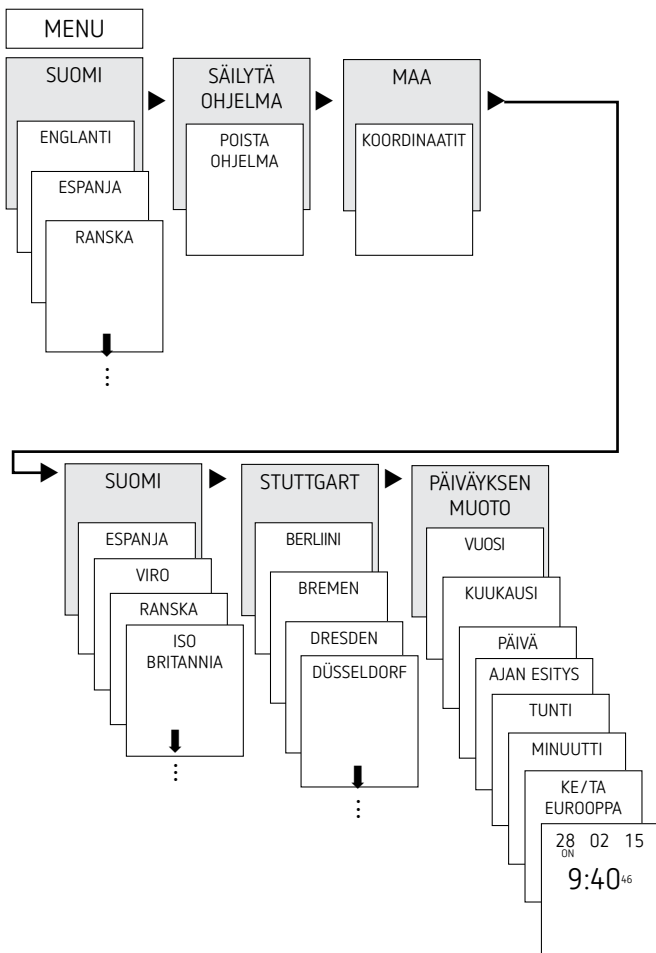 MENU
SUOMI
ENGLANTI
ESPANJA
RANSKA
SÄILYTÄ
OHJELMA
POISTA
OHJELMA
MAA
KOORDINAATIT
SUOMI
ESPANJA
VIRO
RANSKA
ISO
BRITANNIA
STUTTGART
BERLIINI
BREMEN
DRESDEN
DÜSSELDORF
PÄIVÄYKSEN
MUOTO
VUOSI
KUUKAUSI
PÄIVÄ
AJAN ESITYS
TUNTI
MINUUTTI
KE/TA
EUROOPPA
28 02 15
ON
9:40 46